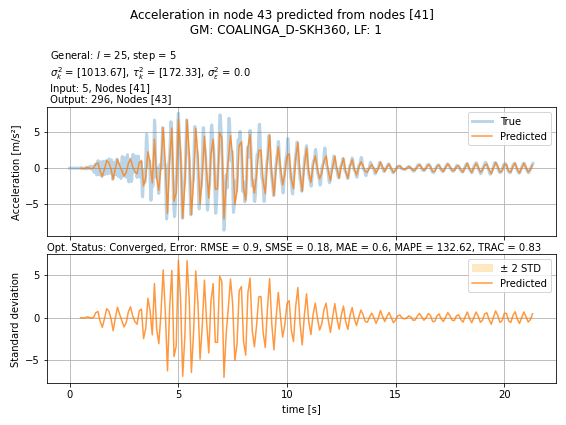 Acceleration in node 43 predicted from nodes [41]
GM: COALINGA_D-SKH360, LF: 1
General: l = 25, step = 5
σ²ₖ = [1013.67], τ²ₖ = [172.33], σ²ε = 0.0
Input: 5, Nodes [41]
Output: 296, Nodes [43]
Acceleration [m/s²]
5
0
−5
True
Predicted
Opt. Status: Converged, Error: RMSE = 0.9, SMSE = 0.18, MAE = 0.6, MAPE = 132.62, TRAC = 0.83
Standard deviation
5
0
−5
± 2 STD
Predicted
0 5 10 15 20
time [s]